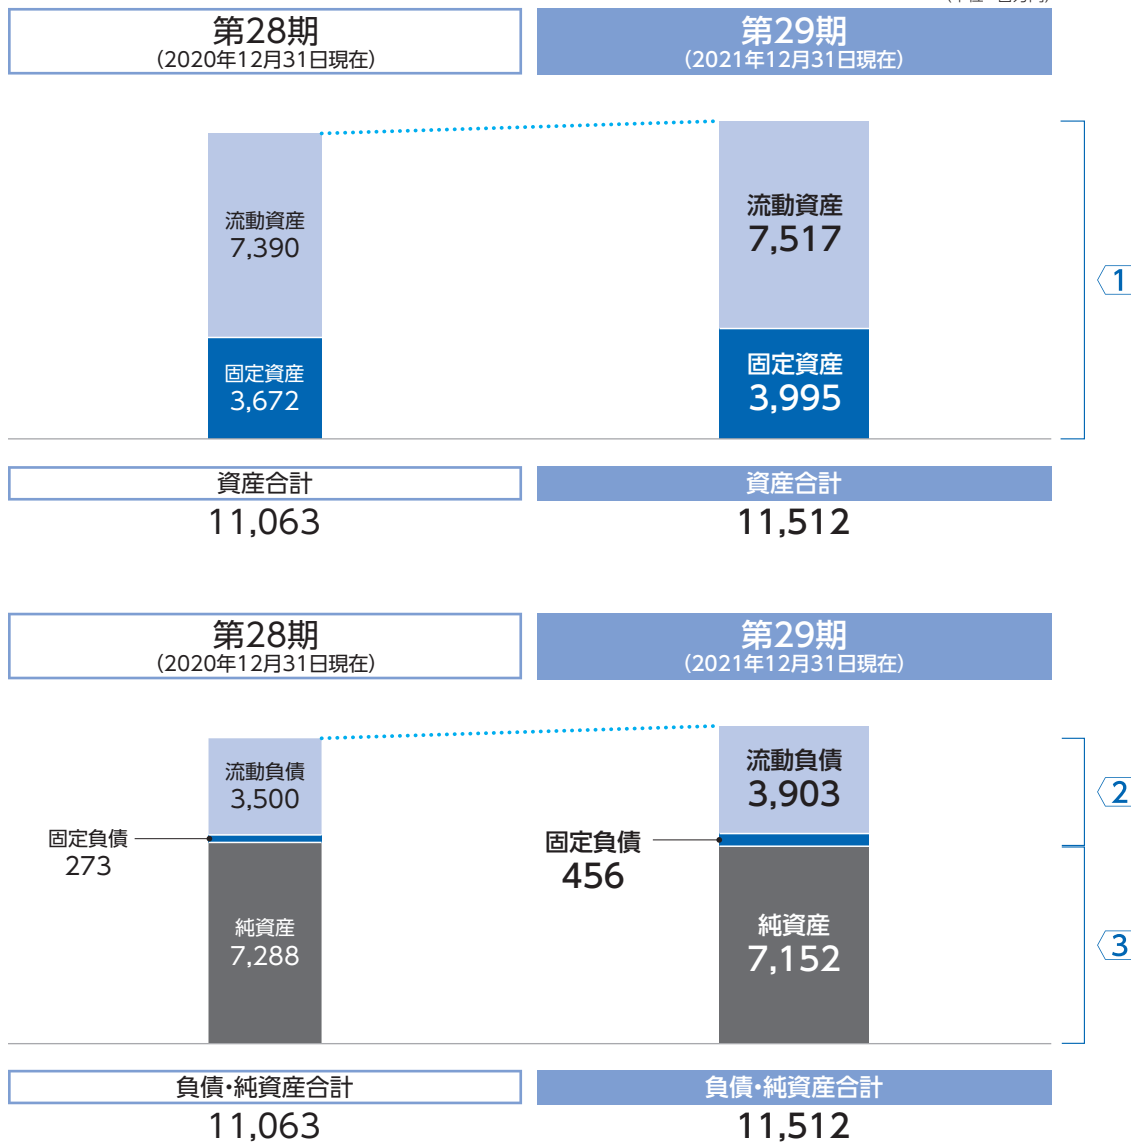 第28期
（2020年12月31日現在）
第29期
（2021年12月31日現在）
流動資産
7,390
固定資産
3,672
流動資産
7,517
固定資産
3,995
1
資産合計
11,063
資産合計
11,512
第28期
（2020年12月31日現在）
第29期
（2021年12月31日現在）
流動負債
3,500
固定負債
273
純資産
7,288
流動負債
3,903
固定負債
456
純資産
7,152
2
3
負債・純資産合計
11,063
負債・純資産合計
11,512